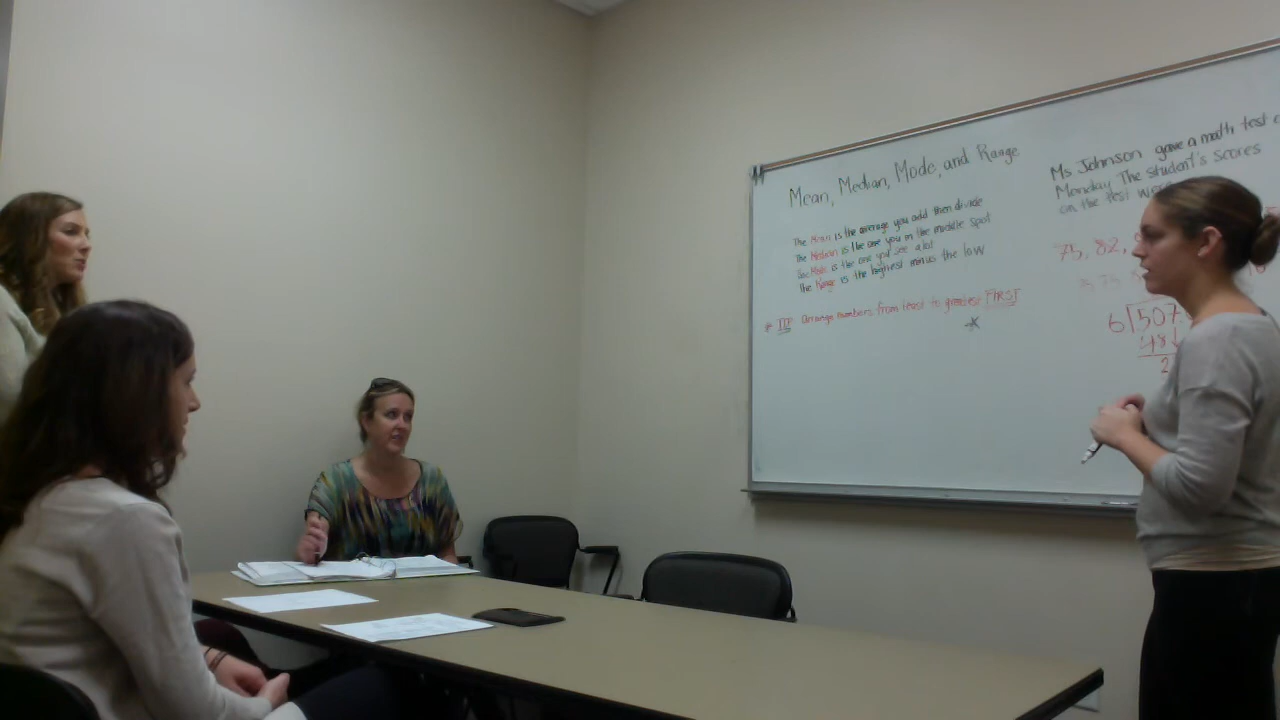 Mean, Median, Mode, and Range
The Mean is the average you add then divide
The Median is the one you in the middle spot
The Mode is the one you see a lot
The Range is the highest minus the low
* Arrange numbers from least to greatest FIRST
*
Ms Johnson gave a math test
Monday The student's scores
on the test were
75, 82,
6)507
48
2